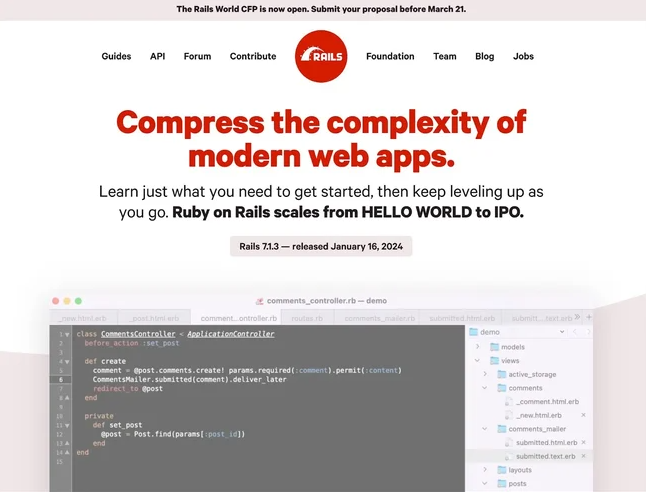 The Rails World CFP is now open. Submit your proposal before March 21.
Guides API Forum Contribute RAILS Foundation Team Blog Jobs
Compress the complexity of
modern web apps.
Learn just what you need to get started, then keep leveling up as
you go. Ruby on Rails scales from HELLO WORLD to IPO.
Rails 7.1.3 — released January 16, 2024
comments_controller.rb — demo
_new.html.erb _post.html.erb comment...ontroller.rb routes.rb comments_mailer.rb submitted.html.erb submitt...text.erb
demo
1 class CommentsController < ApplicationController
2 before_action :set_post
3
4 def create
5 comment = @post.comments.create! params.required(:comment).permit(:content)
6 CommentsMailer.submitted(comment).deliver_later
7 redirect_to @post
8 end
9
10 private
11 def set_post
12 @post = Post.find(params[:post_id])
13 end
14 end
15
models
views
active_storage
comments
_comment.html.erb
_new.html.erb
comments_mailer
submitted.html.erb
submitted.text.erb
layouts
posts